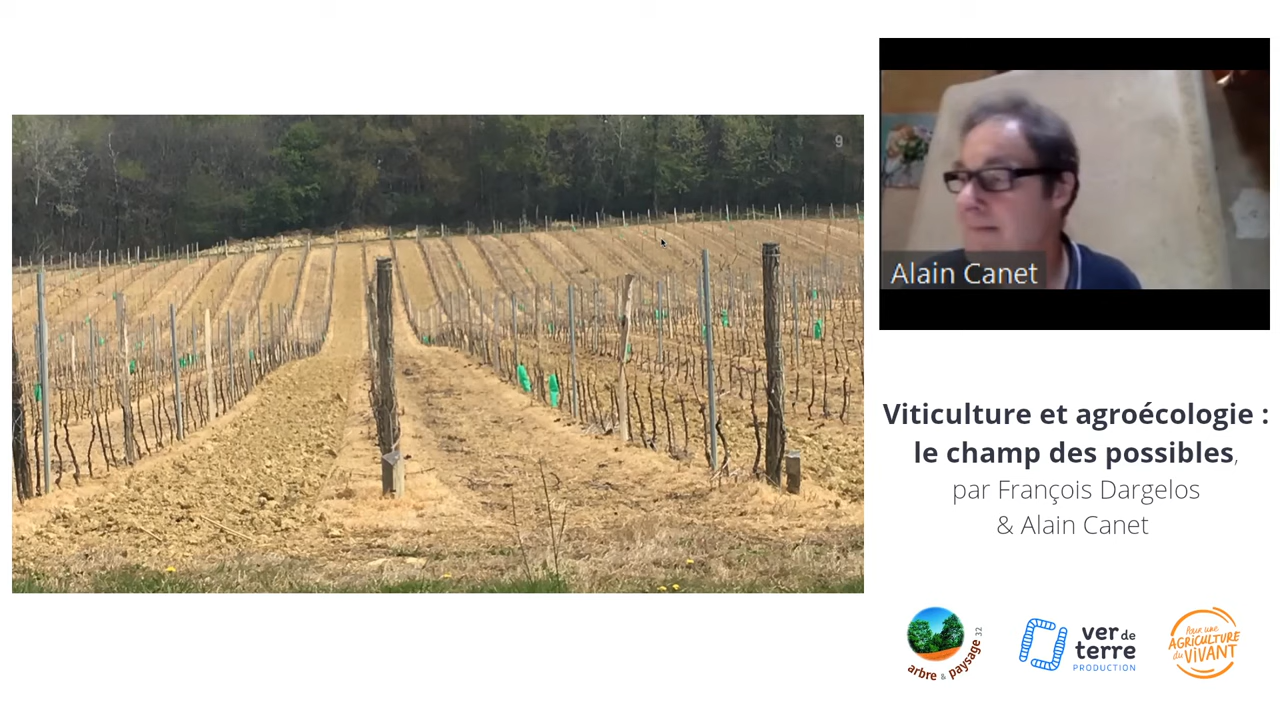 9
Alain Canet
Viticulture et agroécologie :
le champ des possibles,
par François Dargelos
& Alain Canet
arbre & paysage 32
ver de
terre
PRODUCTION
Pour une
AGRICULTURE
du VIVANT